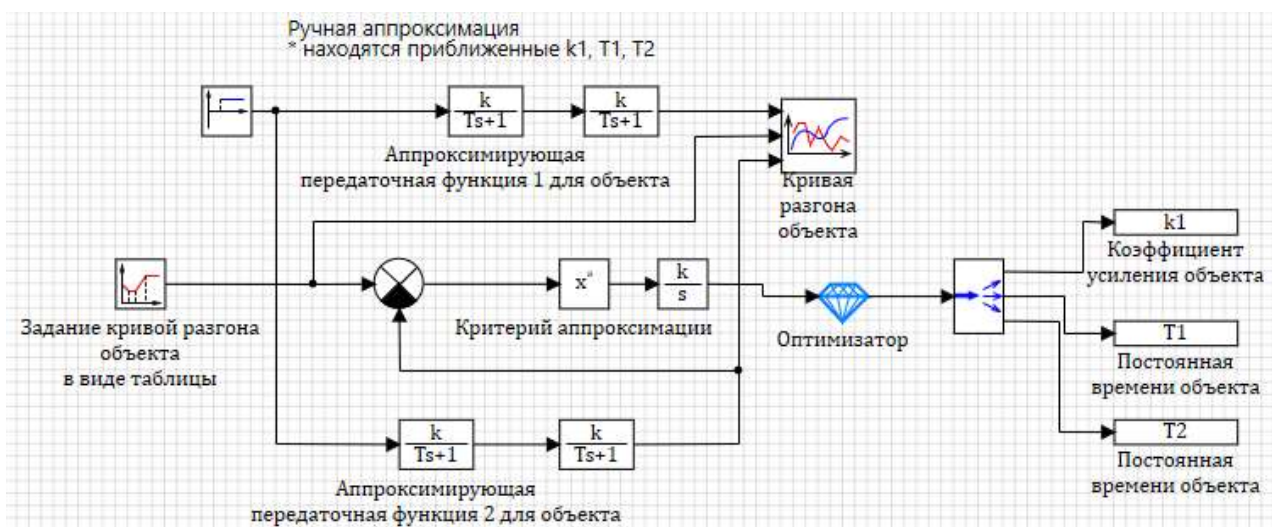 Ручная аппроксимация
* находятся приближенные k1, T1, T2
k
Ts+1
k
Ts+1
Аппроксимирующая
передаточная функция 1 для объекта
Кривая
разгона
объекта
k1
Коэффициент
усиления объекта
xª
k
s
Задание кривой разгона
объекта
в виде таблицы
Критерий аппроксимации
Оптимизатор
T1
Постоянная
времени объекта
k
Ts+1
k
Ts+1
T2
Постоянная
времени объекта
Аппроксимирующая
передаточная функция 2 для объекта